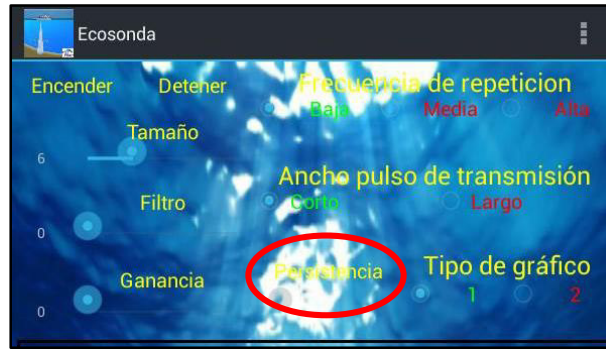 Ecosonda
Encender Detener Frecuencia de repeticion
Baja Media Alta
Tamaño
6
Ancho pulso de transmisión
Filtro Corto Largo
0
Persistencia Tipo de gráfico
Ganancia 1 2
0